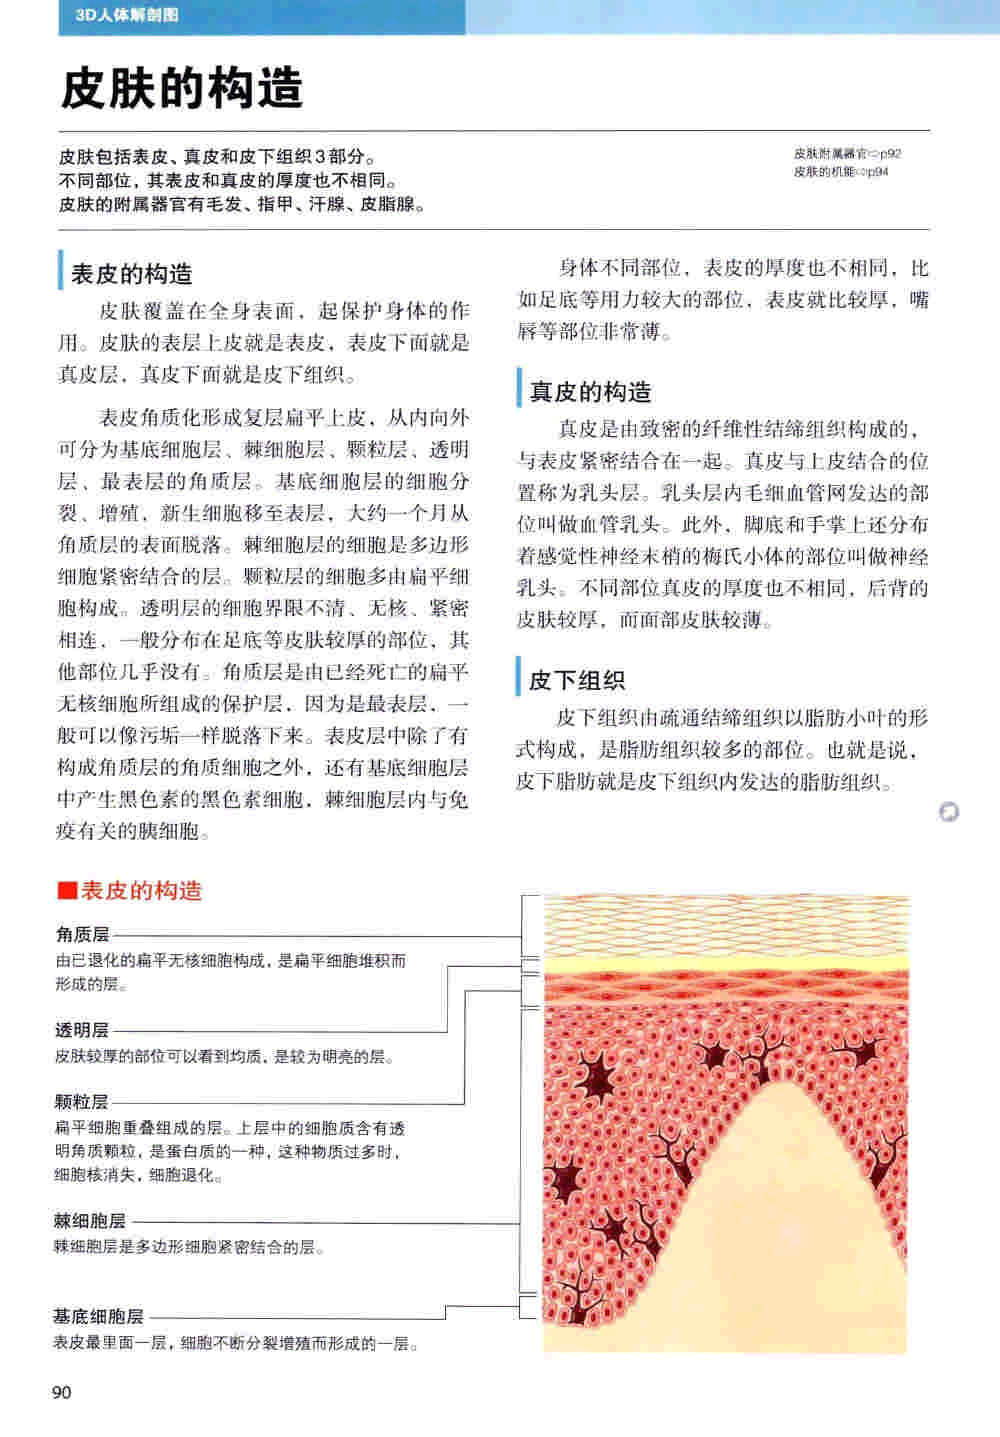 3D人体解剖图
皮肤的构造
皮肤包括表皮、真皮和皮下组织3部分。
不同部位，其表皮和真皮的厚度也不相同。
皮肤的附属器官有毛发、指甲、汗腺、皮脂腺。
皮肤附属器官⇨p92
皮肤的机能⇨p94
表皮的构造
皮肤覆盖在全身表面，起保护身体的作
用。皮肤的表层上皮就是表皮，表皮下面就是
真皮层，真皮下面就是皮下组织。
表皮角质化形成复层扁平上皮，从内向外
可分为基底细胞层、棘细胞层、颗粒层、透明
层、最表层的角质层。基底细胞层的细胞分
裂、增殖，新生细胞移至表层，大约一个月从
角质层的表面脱落。棘细胞层的细胞是多边形
细胞紧密结合的层。颗粒层的细胞多由扁平细
胞构成。透明层的细胞界限不清、无核、紧密
相连，一般分布在足底等皮肤较厚的部位，其
他部位几乎没有。角质层是由已经死亡的扁平
无核细胞所组成的保护层，因为是最表层，一
般可以像污垢一样脱落下来。表皮层中除了有
构成角质层的角质细胞之外，还有基底细胞层
中产生黑色素的黑色素细胞，棘细胞层内与免
疫有关的胰细胞。
身体不同部位，表皮的厚度也不相同，比
如足底等用力较大的部位，表皮就比较厚，嘴
唇等部位非常薄。
真皮的构造
真皮是由致密的纤维性结缔组织构成的，
与表皮紧密结合在一起。真皮与上皮结合的位
置称为乳头层。乳头层内毛细血管网发达的部
位叫做血管乳头。此外，脚底和手掌上还分布
着感觉性神经末梢的梅氏小体的部位叫做神经
乳头。不同部位真皮的厚度也不相同，后背的
皮肤较厚，而面部皮肤较薄。
皮下组织
皮下组织由疏通结缔组织以脂肪小叶的形
式构成，是脂肪组织较多的部位。也就是说，
皮下脂肪就是皮下组织内发达的脂肪组织。
■表皮的构造
角质层
由已退化的扁平无核细胞构成，是扁平细胞堆积而
形成的层。
透明层
皮肤较厚的部位可以看到均质，是较为明亮的层。
颗粒层
扁平细胞重叠组成的层。上层中的细胞质含有透
明角质颗粒，是蛋白质的一种，这种物质过多时，
细胞核消失，细胞退化。
棘细胞层
棘细胞层是多边形细胞紧密结合的层。
基底细胞层
表皮最里面一层，细胞不断分裂增殖而形成的一层。
90